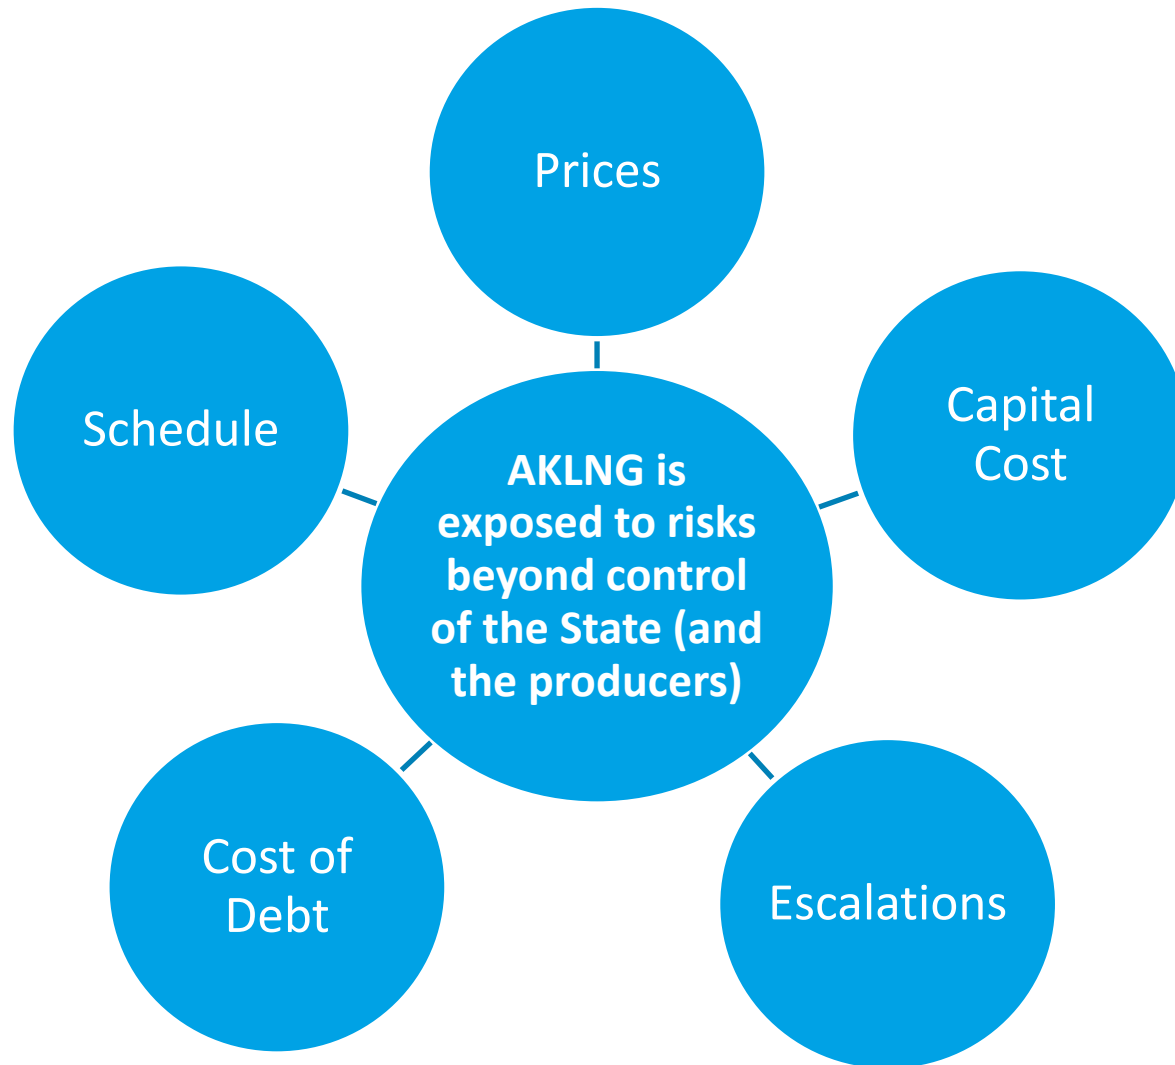 Prices
Capital
Cost
Schedule
AKLNG is
exposed to risks
beyond control
of the State (and
the producers)
Cost of
Debt
Escalations